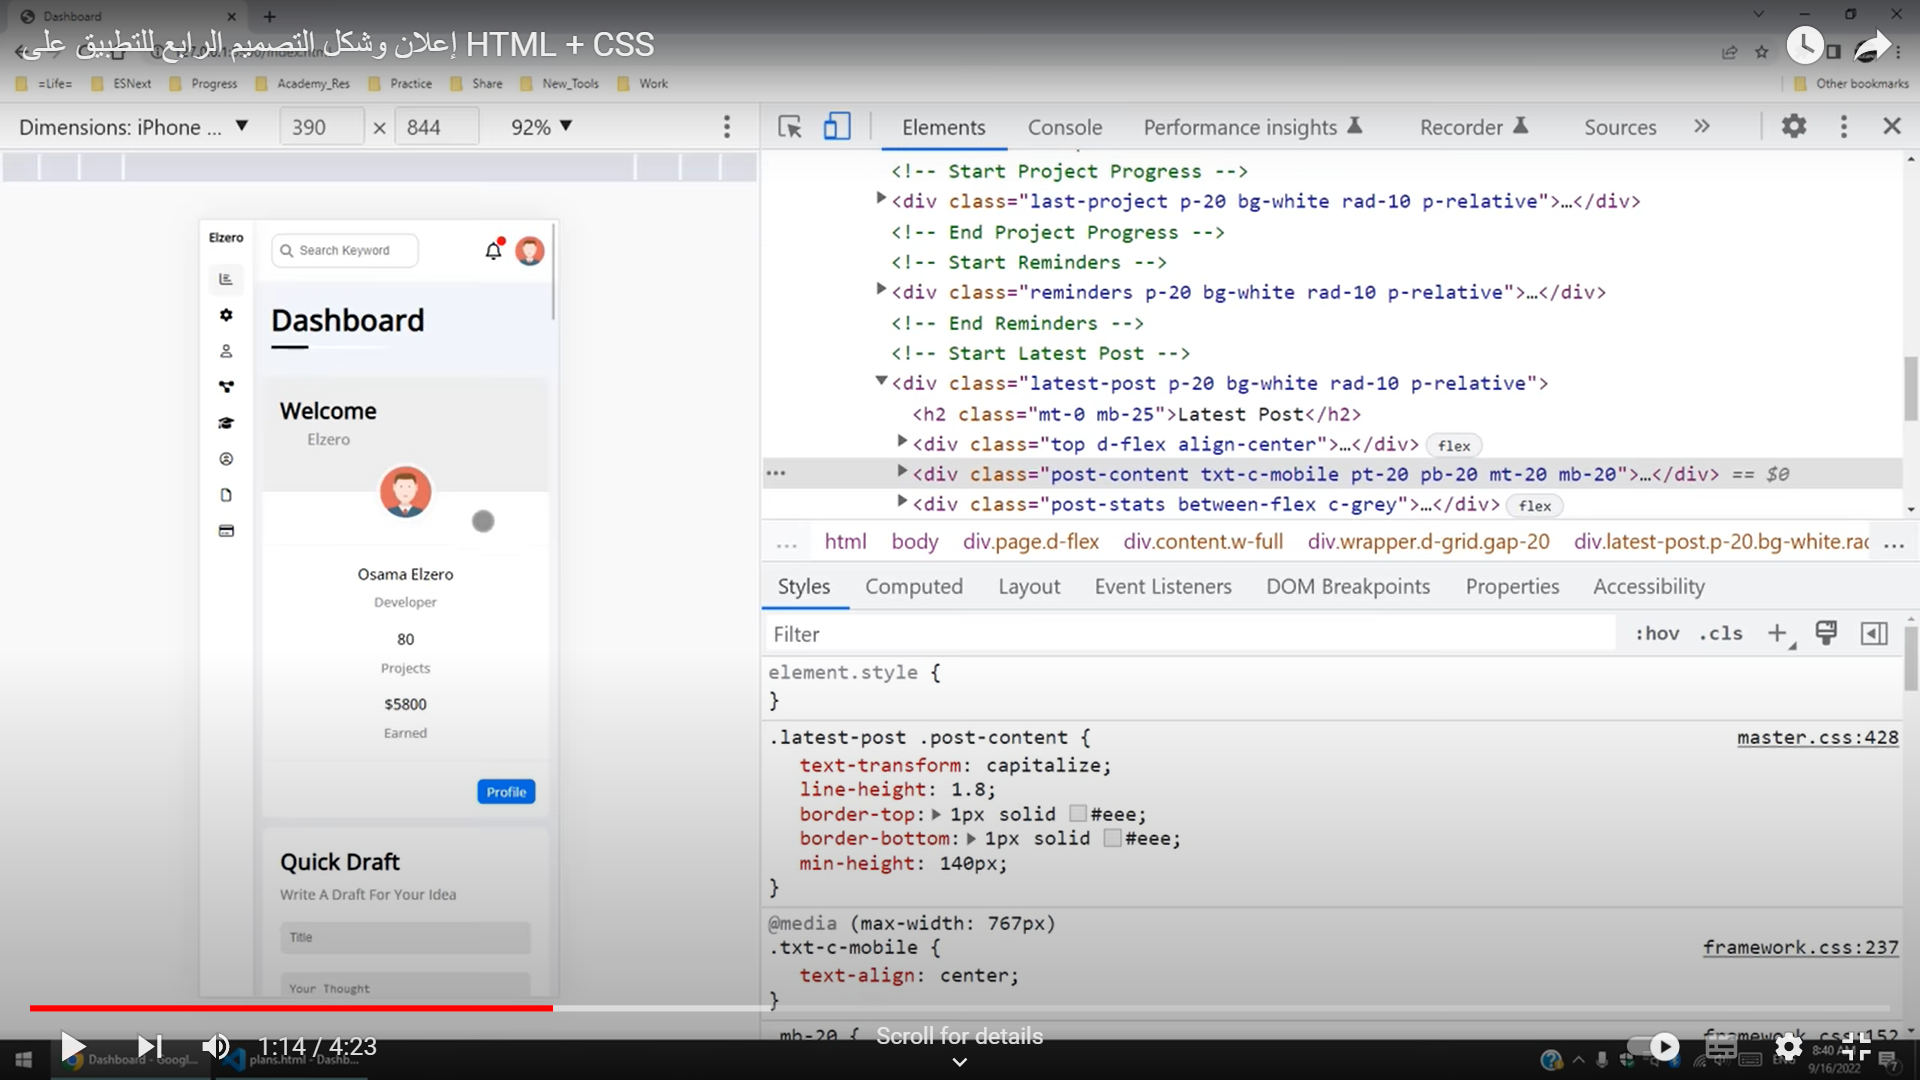 Dashboard
إعلان وشكل التصميم الرابع للتطبيق على HTML + CSS
=Life=
ESNext
Progress
Academy_Res
Practice
Share
New_Tools
Work
Other bookmarks
Dimensions: iPhone ...
390 × 844
92%
Elements
Console
Performance insights
Recorder
Sources
Elzero
Search Keyword
Dashboard
Welcome
Elzero
Osama Elzero
Developer
80
Projects
$5800
Earned
Profile
Quick Draft
Write A Draft For Your Idea
Title
Your Thought
<!-- Start Project Progress -->
<div class="last-project p-20 bg-white rad-10 p-relative">…</div>
<!-- End Project Progress -->
<!-- Start Reminders -->
<div class="reminders p-20 bg-white rad-10 p-relative">…</div>
<!-- End Reminders -->
<!-- Start Latest Post -->
<div class="latest-post p-20 bg-white rad-10 p-relative">
<h2 class="mt-0 mb-25">Latest Post</h2>
<div class="top d-flex align-center">…</div> flex
<div class="post-content txt-c-mobile pt-20 pb-20 mt-20 mb-20">…</div> == $0
<div class="post-stats between-flex c-grey">…</div> flex
... html body div.page.d-flex div.content.w-full div.wrapper.d-grid.gap-20 div.latest-post.p-20.bg-white.rac ...
Styles
Computed
Layout
Event Listeners
DOM Breakpoints
Properties
Accessibility
Filter
:hov .cls
element.style {
}
.latest-post .post-content {
master.css:428
text-transform: capitalize;
line-height: 1.8;
border-top: 1px solid #eee;
border-bottom: 1px solid #eee;
min-height: 140px;
}
@media (max-width: 767px)
.txt-c-mobile {
framework.css:237
text-align: center;
}
.mb-20 {
framework.css:152
Scroll for details
1:14 / 4:23
Dashboard - Googl...
plans.html - Dashb...
8:40 AM
9/16/2022